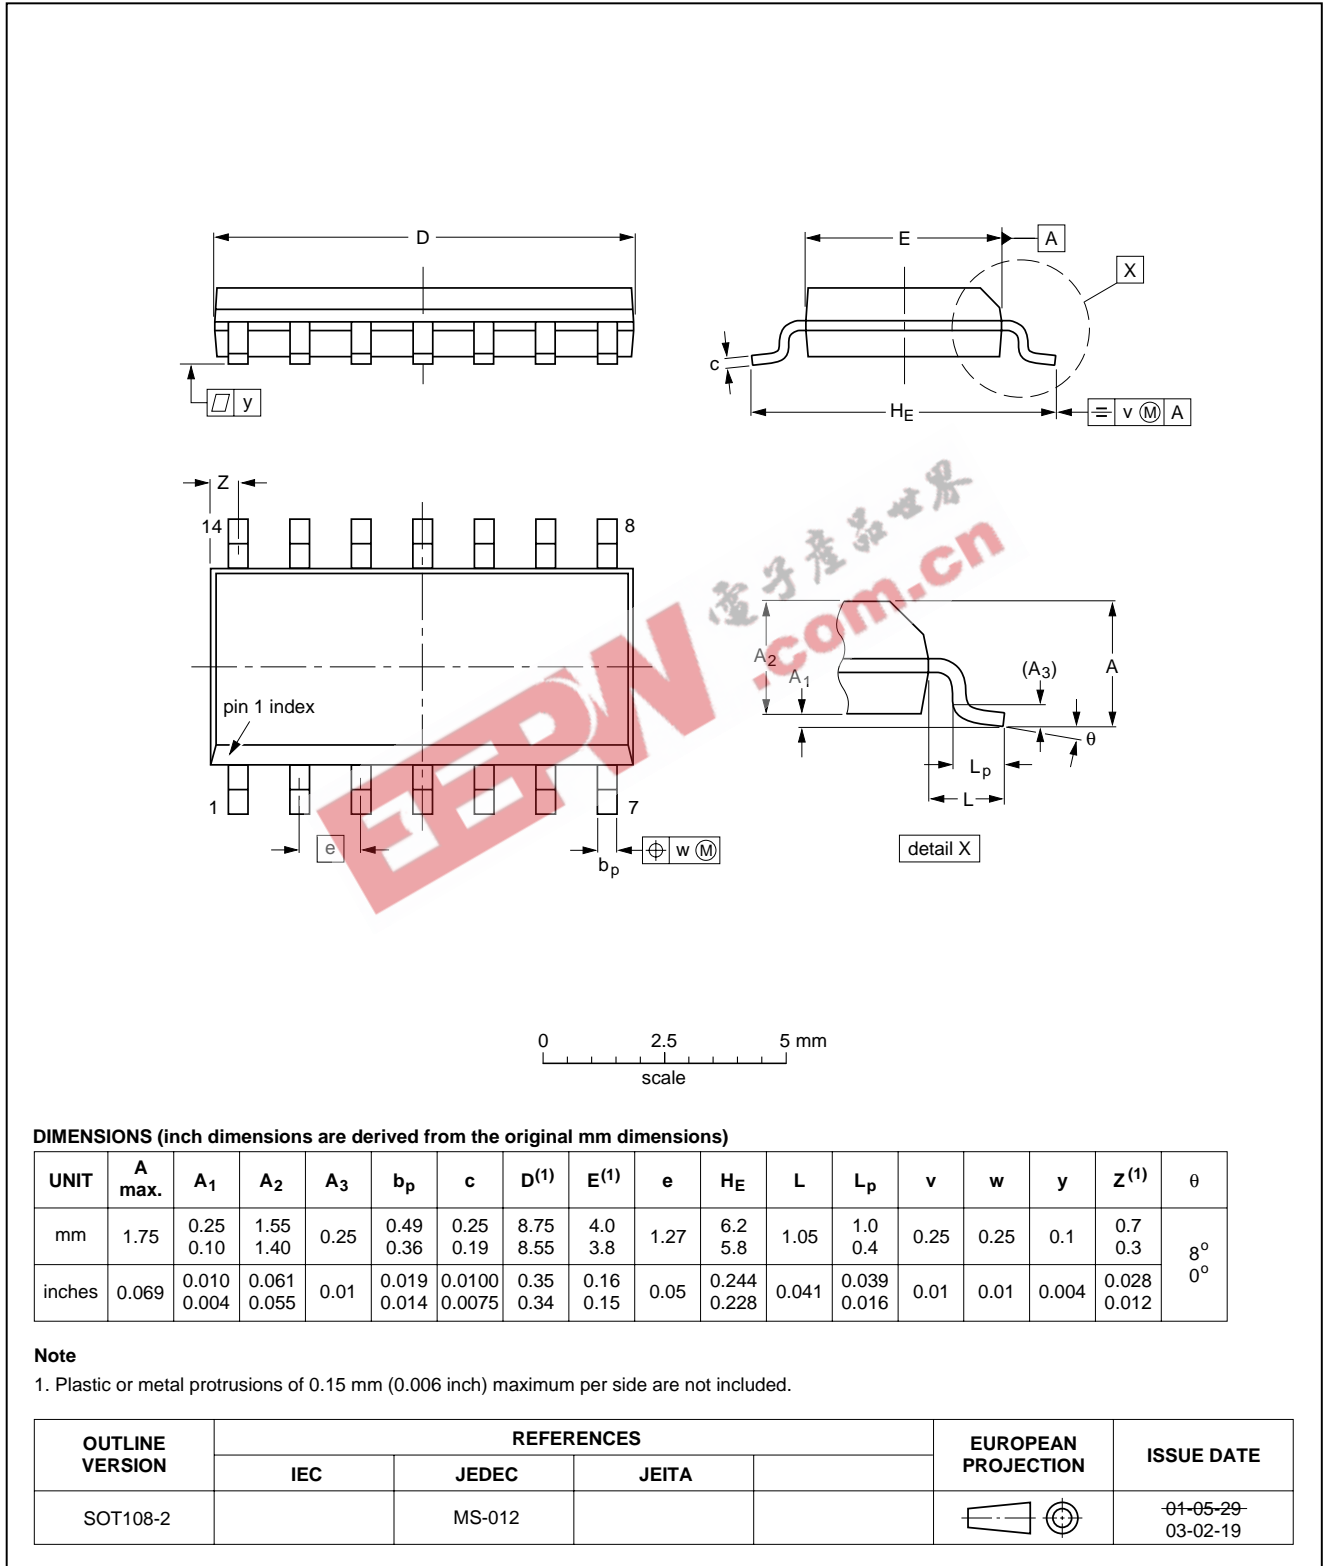 D
E
A
X
c
y
HE
v M A
Z
14
8
電子產品世界
.com.cn
EEPW
A2
A1
(A3)
A
θ
pin 1 index
Lp
L
1
7
e
w M
bp
detail X
0 2.5 5 mm
scale
DIMENSIONS (inch dimensions are derived from the original mm dimensions)
UNIT A max. A1 A2 A3 bp c D(1) E(1) e HE L Lp v w y Z(1) θ
mm 1.75 0.25 0.10 1.55 1.40 0.25 0.49 0.36 0.25 0.19 8.75 8.55 4.0 3.8 1.27 6.2 5.8 1.05 1.0 0.4 0.25 0.25 0.1 0.7 0.3 8° 0°
inches 0.069 0.010 0.004 0.061 0.055 0.01 0.019 0.014 0.0100 0.0075 0.35 0.34 0.16 0.15 0.05 0.244 0.228 0.041 0.039 0.016 0.01 0.01 0.004 0.028 0.012
Note
1. Plastic or metal protrusions of 0.15 mm (0.006 inch) maximum per side are not included.
OUTLINE VERSION REFERENCES EUROPEAN PROJECTION ISSUE DATE
IEC JEDEC JEITA
SOT108-2 MS-012 01-05-29
03-02-19